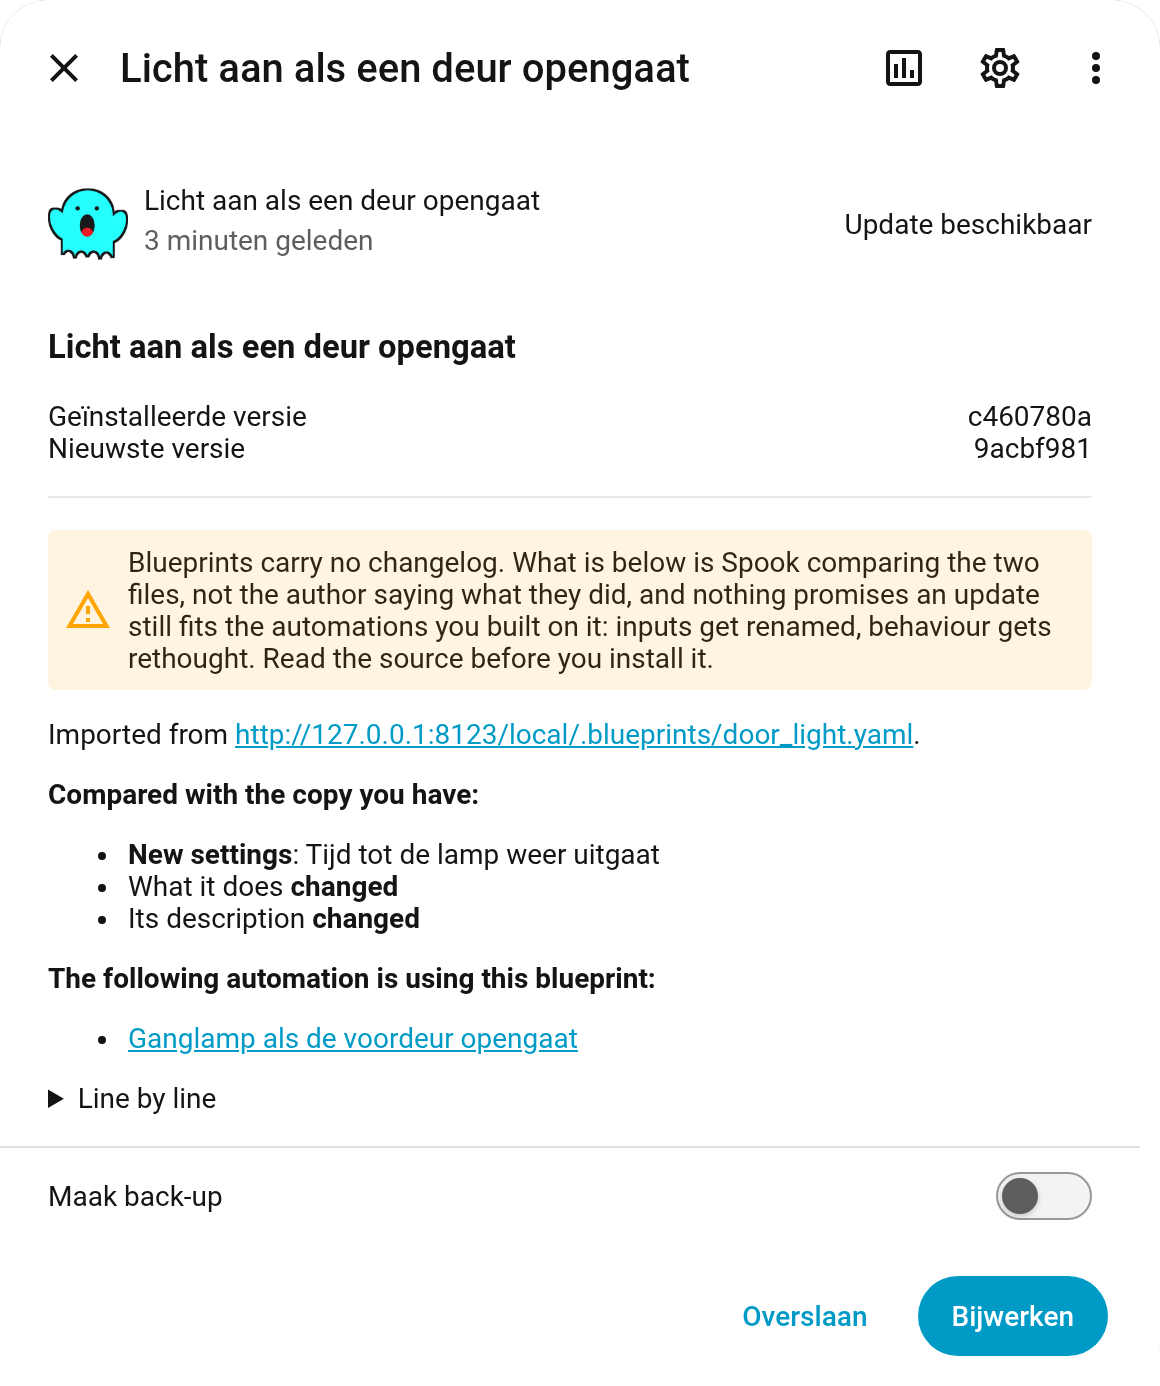 Licht aan als een deur opengaat
Licht aan als een deur opengaat
3 minuten geleden
Update beschikbaar
Licht aan als een deur opengaat
Geïnstalleerde versie c460780a
Nieuwste versie 9acbf981
Blueprints carry no changelog. What is below is Spook comparing the two
files, not the author saying what they did, and nothing promises an update
still fits the automations you built on it: inputs get renamed, behaviour gets
rethought. Read the source before you install it.
Imported from http://127.0.0.1:8123/local/.blueprints/door_light.yaml.
Compared with the copy you have:
• New settings: Tijd tot de lamp weer uitgaat
• What it does changed
• Its description changed
The following automation is using this blueprint:
• Ganglamp als de voordeur opengaat
Line by line
Maak back-up
Overslaan Bijwerken